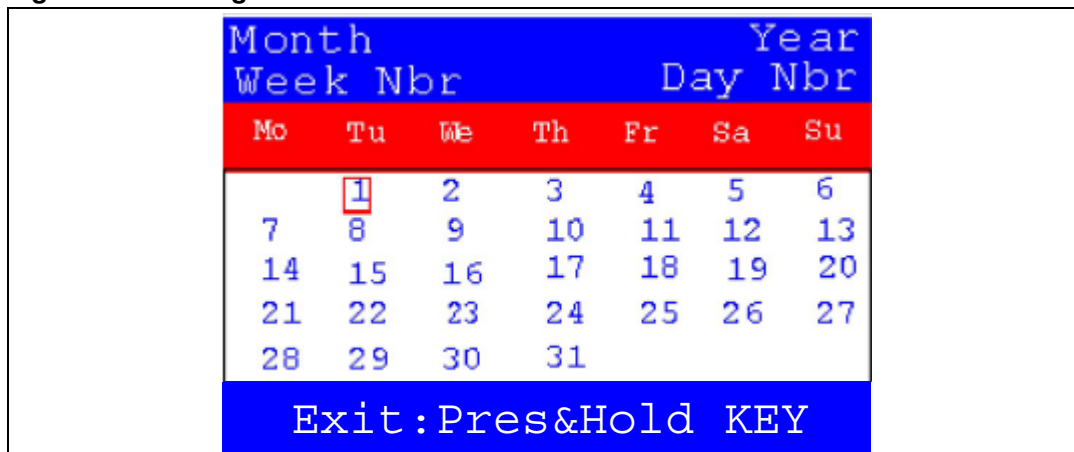 Month Year
Week Nbr Day Nbr
Mo Tu We Th Fr Sa Su
1 2 3 4 5 6
7 8 9 10 11 12 13
14 15 16 17 18 19 20
21 22 23 24 25 26 27
28 29 30 31
Exit:Pres&Hold KEY